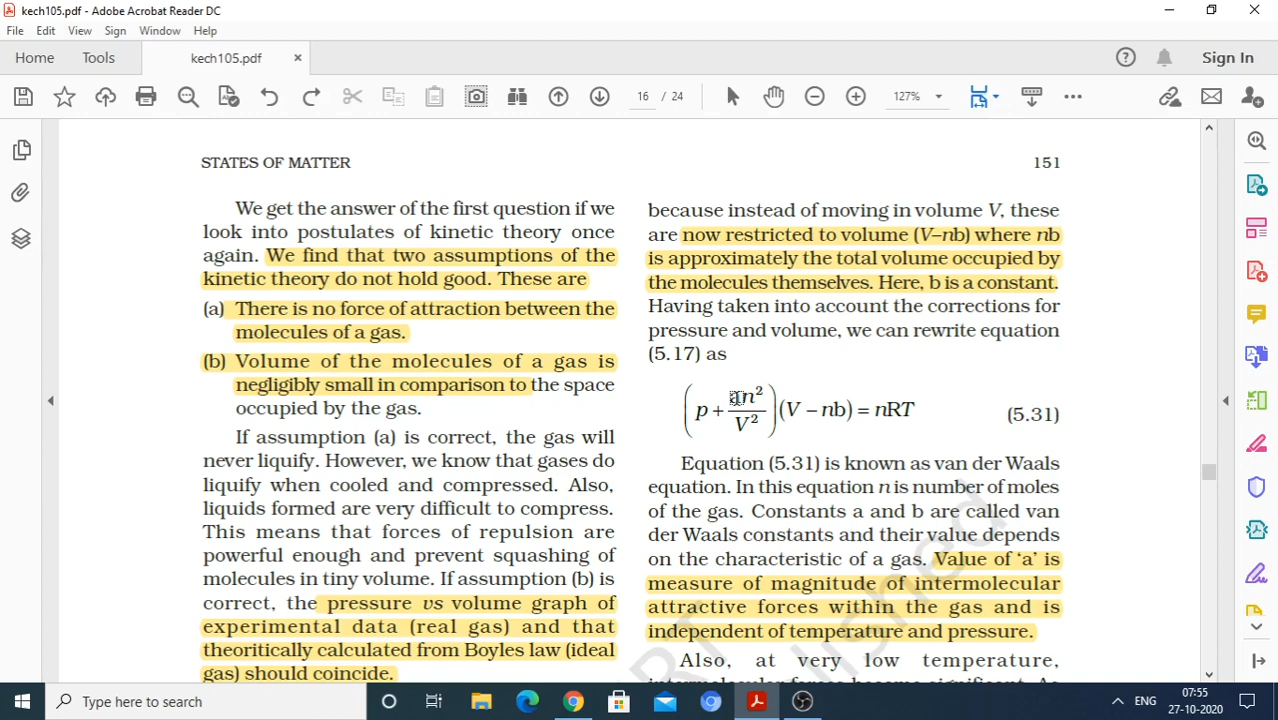 kech105.pdf - Adobe Acrobat Reader DC
File Edit View Sign Window Help
Home Tools kech105.pdf × Sign In
16 / 24 127%
STATES OF MATTER 151
We get the answer of the first question if we
look into postulates of kinetic theory once
again. We find that two assumptions of the
kinetic theory do not hold good. These are
(a) There is no force of attraction between the
molecules of a gas.
(b) Volume of the molecules of a gas is
negligibly small in comparison to the space
occupied by the gas.
If assumption (a) is correct, the gas will
never liquify. However, we know that gases do
liquify when cooled and compressed. Also,
liquids formed are very difficult to compress.
This means that forces of repulsion are
powerful enough and prevent squashing of
molecules in tiny volume. If assumption (b) is
correct, the pressure vs volume graph of
experimental data (real gas) and that
theoritically calculated from Boyles law (ideal
gas) should coincide.
because instead of moving in volume V, these
are now restricted to volume (V–nb) where nb
is approximately the total volume occupied by
the molecules themselves. Here, b is a constant.
Having taken into account the corrections for
pressure and volume, we can rewrite equation
(5.17) as
(p + an²/V²)(V − nb) = nRT (5.31)
Equation (5.31) is known as van der Waals
equation. In this equation n is number of moles
of the gas. Constants a and b are called van
der Waals constants and their value depends
on the characteristic of a gas. Value of ‘a’ is
measure of magnitude of intermolecular
attractive forces within the gas and is
independent of temperature and pressure.
Also, at very low temperature,
intermolecular forces become significant. As
Type here to search
ENG
07:55
27-10-2020